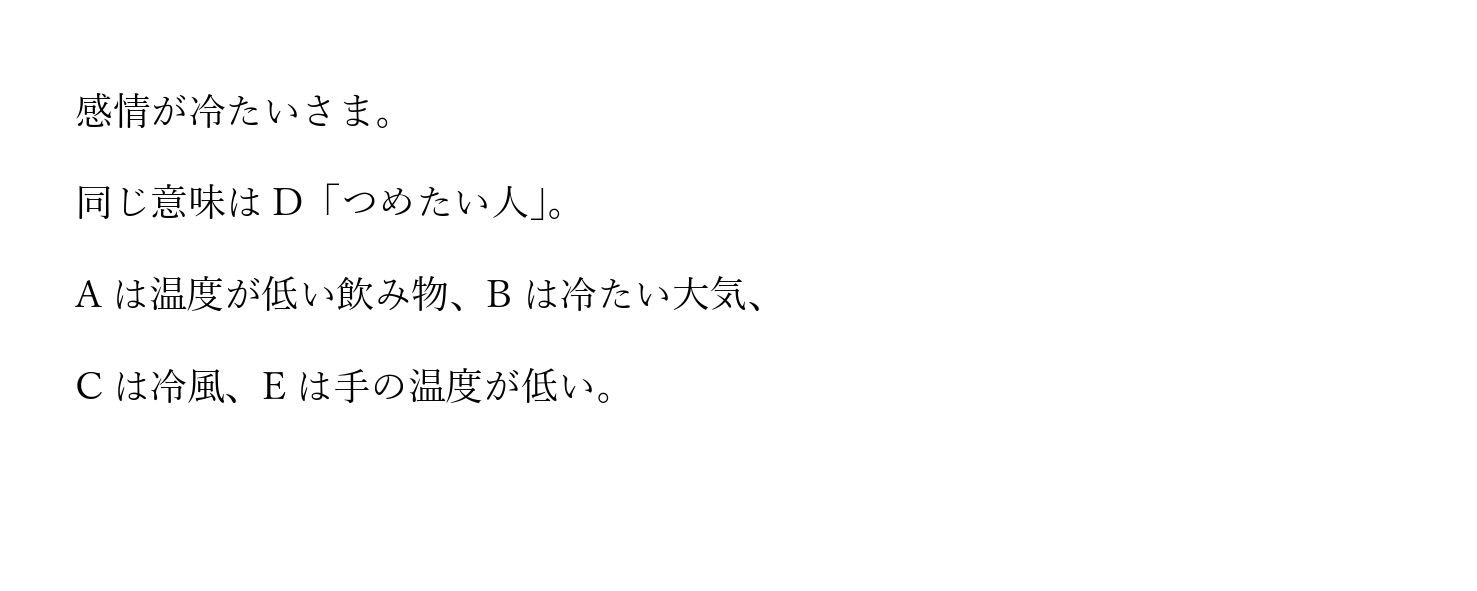 感情が冷たいさま。
同じ意味は D「つめたい人」。
A は温度が低い飲み物、B は冷たい大気、
C は冷風、E は手の温度が低い。